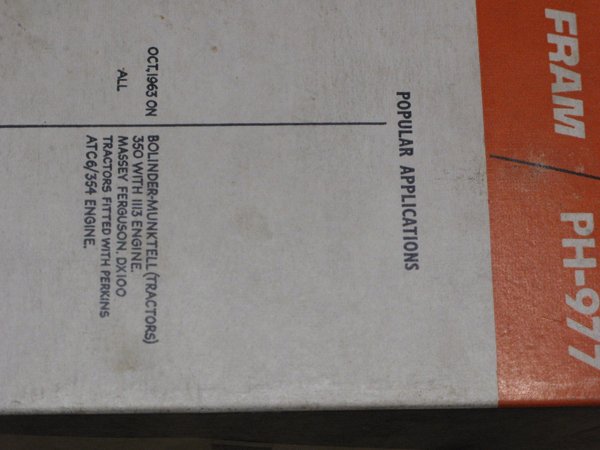 FRAM PH-977
POPULAR APPLICATIONS
OCT, 1963 ON BOLINDER-MUNKTELL (TRACTORS)
350 WITH 1113 ENGINE.
ALL MASSEY FERGUSON, DX100
TRACTORS FITTED WITH PERKINS
ATC6/354 ENGINE.